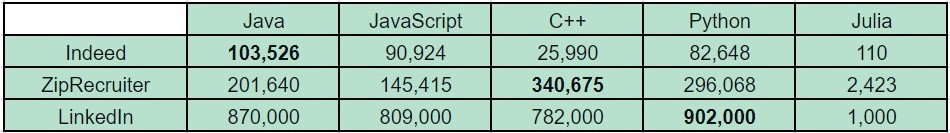 Java JavaScript C++ Python Julia
Indeed 103,526 90,924 25,990 82,648 110
ZipRecruiter 201,640 145,415 340,675 296,068 2,423
LinkedIn 870,000 809,000 782,000 902,000 1,000